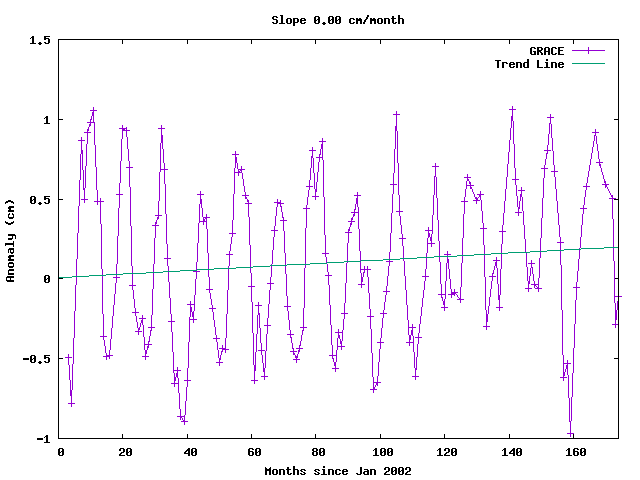 Slope 0.00 cm/month
1.5
GRACE
Trend Line
1
0.5
Anomaly (cm)
0
-0.5
-1
0 20 40 60 80 100 120 140 160
Months since Jan 2002